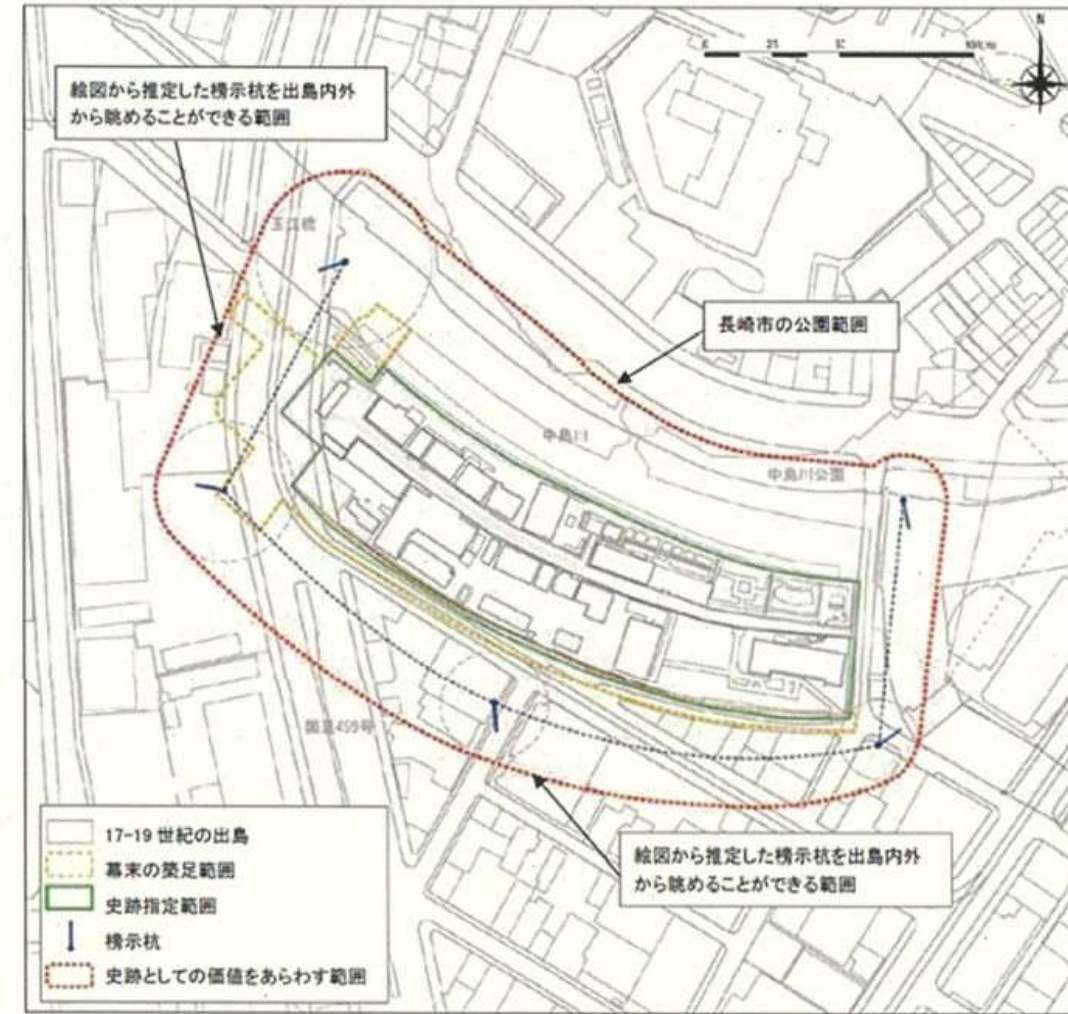 N
0
25
50
100m
絵図から推定した榜示杭を出島内外
から眺めることができる範囲
玉江橋
長崎市の公園範囲
中島川
中島川公園
国道499号
17-19 世紀の出島
幕末の築足範囲
史跡指定範囲
榜示杭
史跡としての価値をあらわす範囲
絵図から推定した榜示杭を出島内外
から眺めることができる範囲